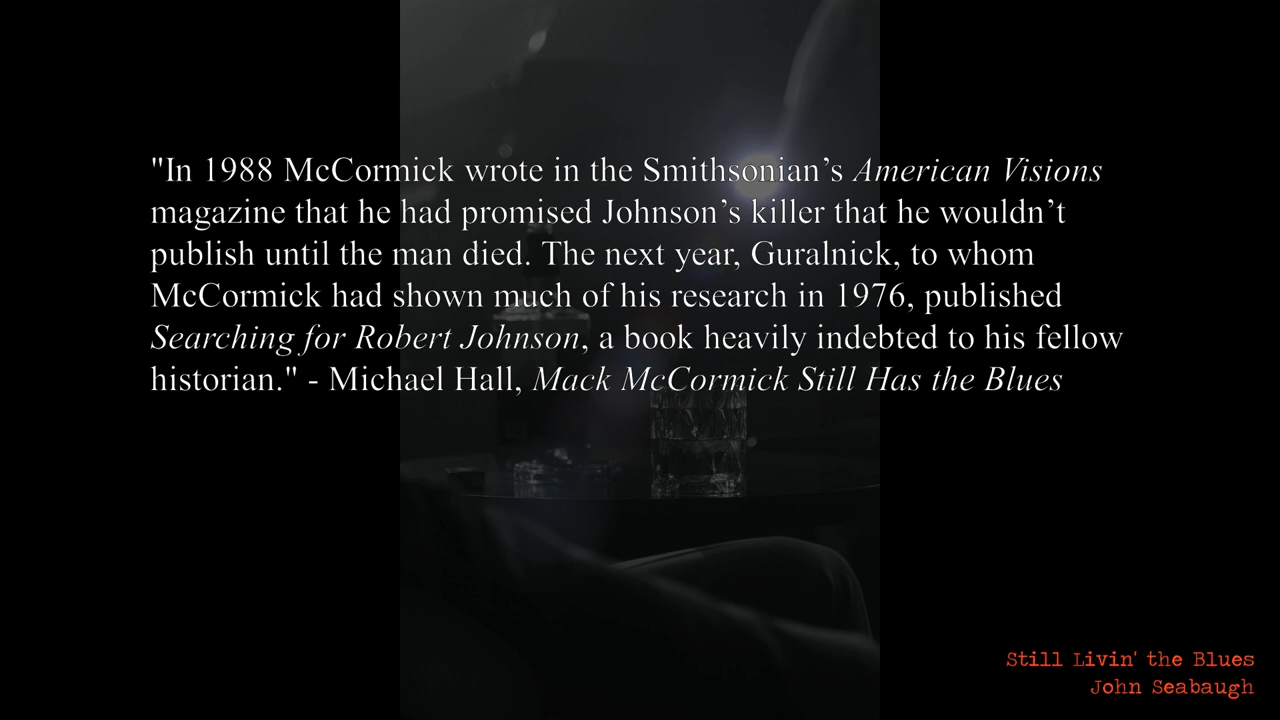 "In 1988 McCormick wrote in the Smithsonian’s American Visions
magazine that he had promised Johnson’s killer that he wouldn’t
publish until the man died. The next year, Guralnick, to whom
McCormick had shown much of his research in 1976, published
Searching for Robert Johnson, a book heavily indebted to his fellow
historian." - Michael Hall, Mack McCormick Still Has the Blues
Still Livin' the Blues
John Seabaugh